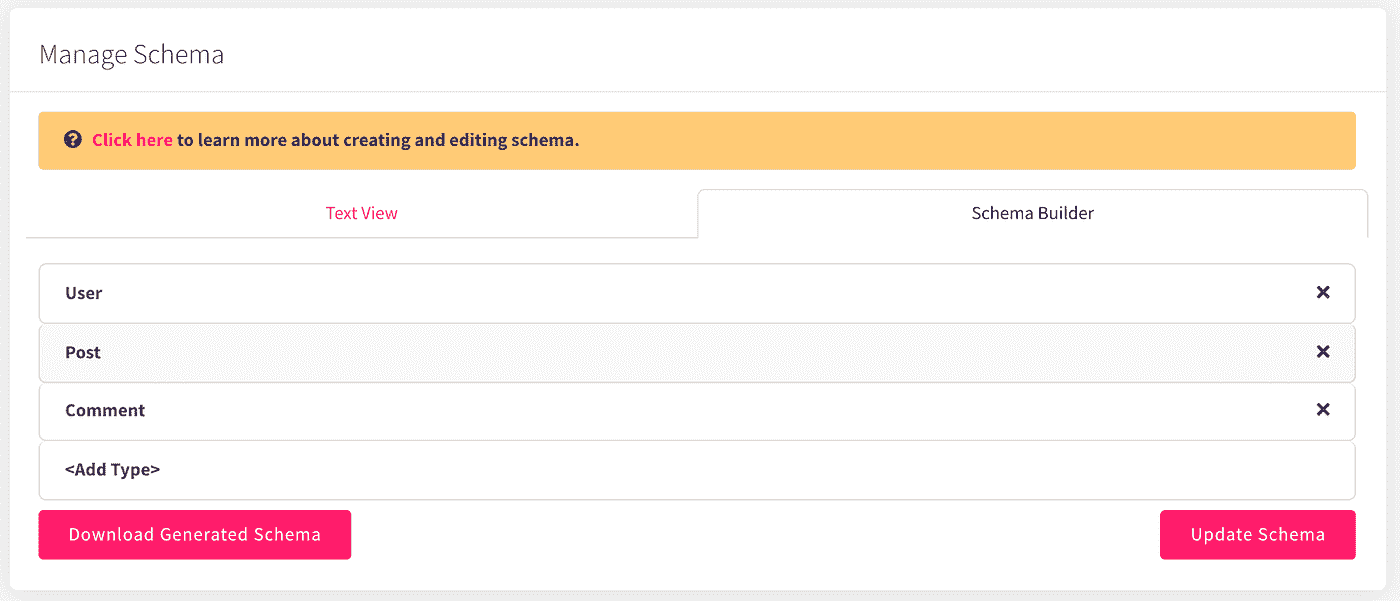 Manage Schema
Click here to learn more about creating and editing schema.
Text View
Schema Builder
User
Post
Comment
<Add Type>
Download Generated Schema
Update Schema